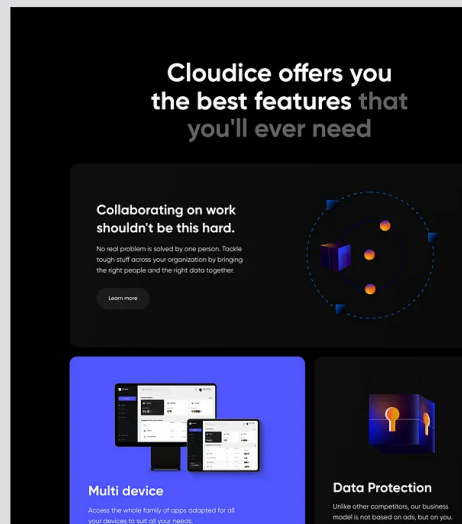 Cloudice offers you
the best features that
you'll ever need
Collaborating on work
shouldn't be this hard.
No real problem is solved by one person. Tackle
tough stuff across your organization by bringing
the right people and the right data together.
Learn more
Multi device
Access the whole family of apps adapted for all
your devices to suit all your needs.
Data Protection
Unlike other competitors, our business
model is not based on ads, but on you.